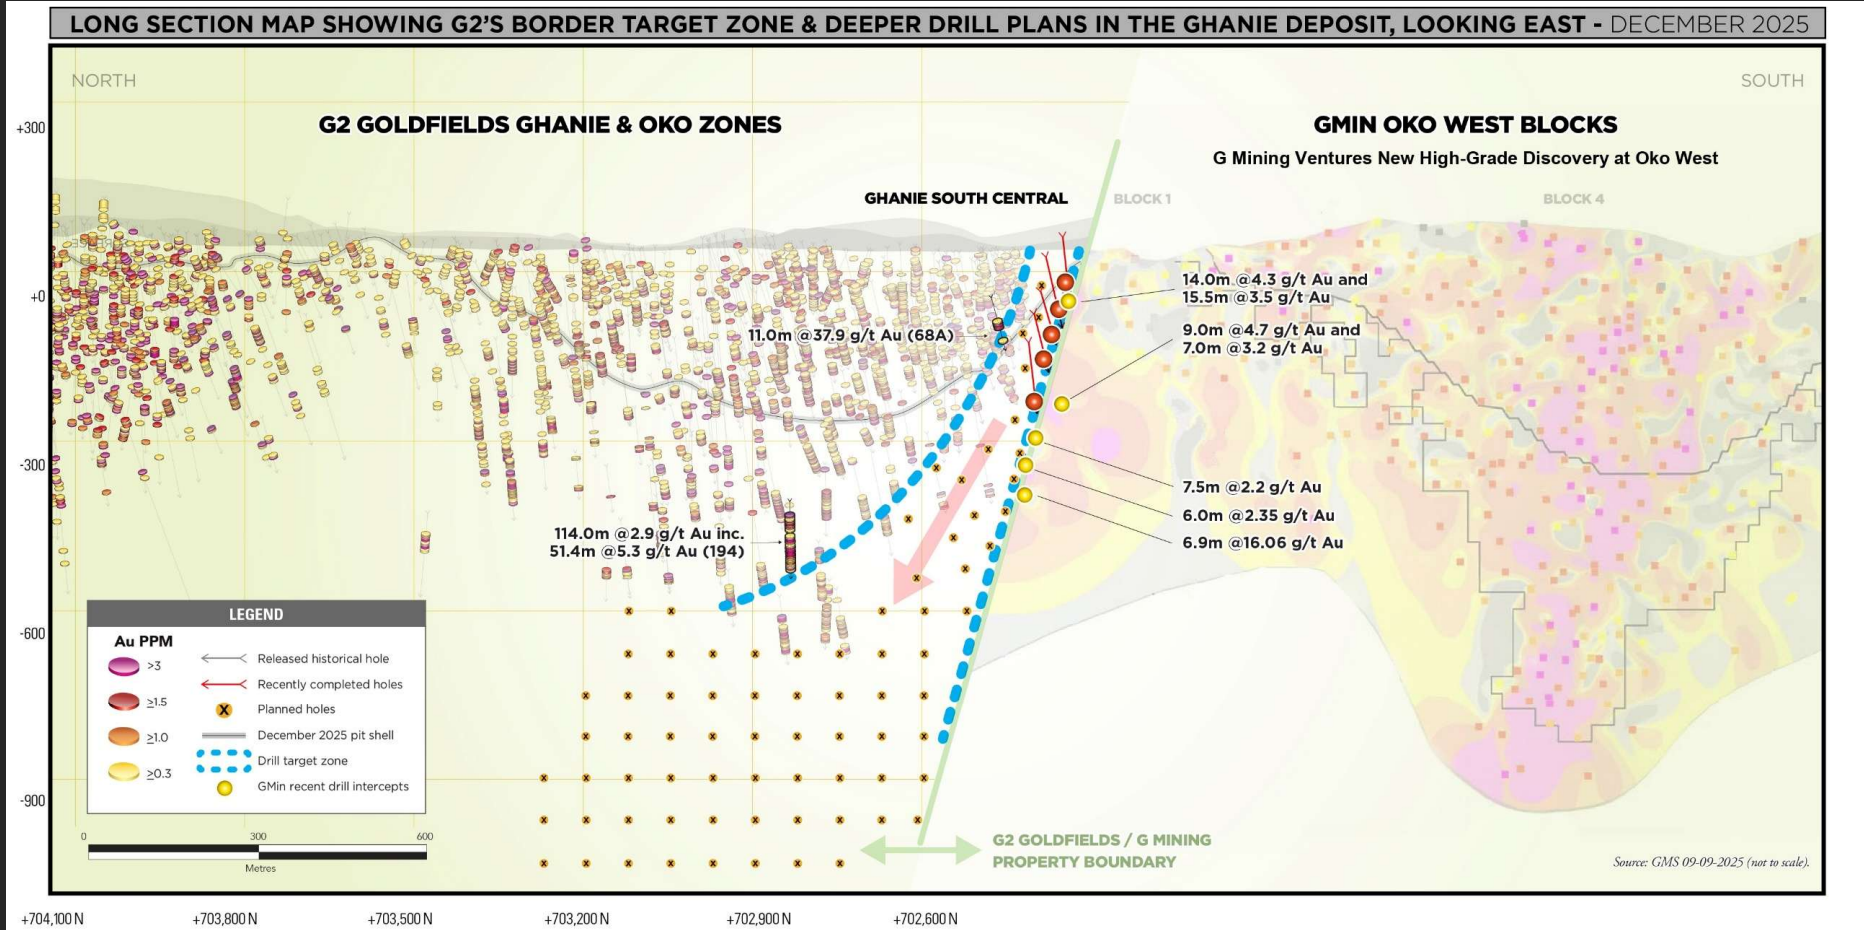 LONG SECTION MAP SHOWING G2'S BORDER TARGET ZONE & DEEPER DRILL PLANS IN THE GHANIE DEPOSIT, LOOKING EAST - DECEMBER 2025
NORTH
SOUTH
G2 GOLDFIELDS GHANIE & OKO ZONES
GMIN OKO WEST BLOCKS
G Mining Ventures New High-Grade Discovery at Oko West
GHANIE SOUTH CENTRAL
BLOCK 1
BLOCK 4
+300
+0
-300
-600
-900
14.0m @4.3 g/t Au and
15.5m @3.5 g/t Au
9.0m @4.7 g/t Au and
7.0m @3.2 g/t Au
11.0m @37.9 g/t Au (68A)
7.5m @2.2 g/t Au
6.0m @2.35 g/t Au
6.9m @16.06 g/t Au
114.0m @2.9 g/t Au inc.
51.4m @5.3 g/t Au (194)
LEGEND
Au PPM
>3
≥1.5
≥1.0
≥0.3
Released historical hole
Recently completed holes
Planned holes
December 2025 pit shell
Drill target zone
GMin recent drill intercepts
0 300 600
Metres
G2 GOLDFIELDS / G MINING
PROPERTY BOUNDARY
Source: GMS 09-09-2025 (not to scale).
+704,100 N +703,800 N +703,500 N +703,200 N +702,900 N +702,600 N